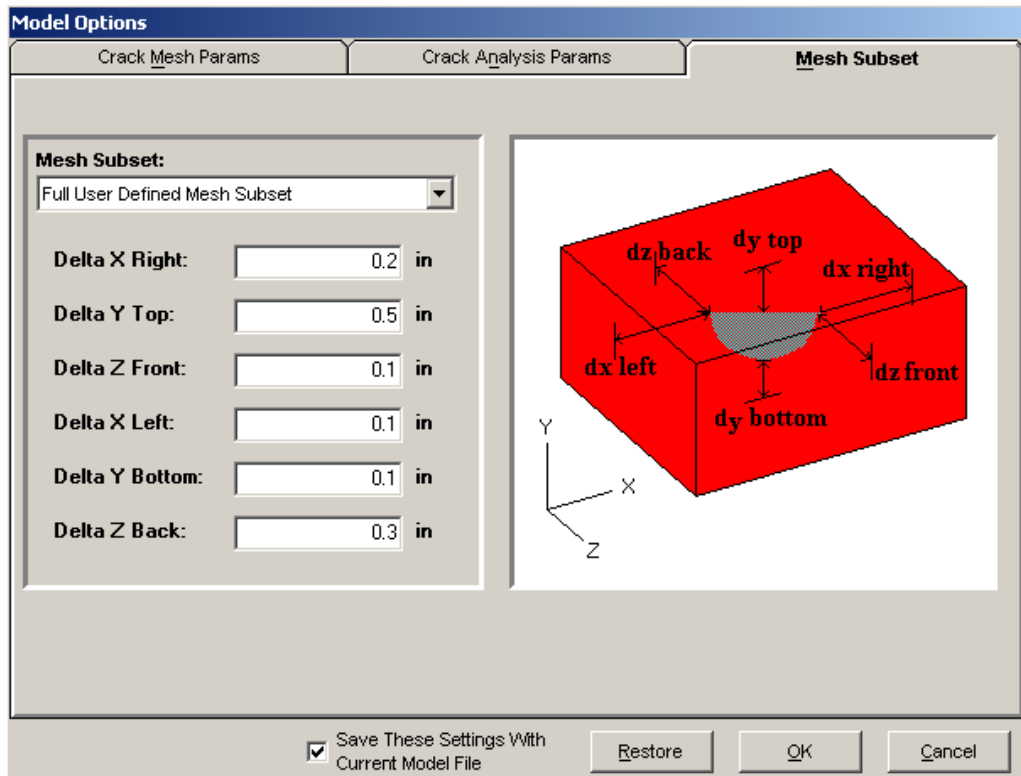 Model Options
Crack Mesh Params
Crack Analysis Params
Mesh Subset
Mesh Subset:
Full User Defined Mesh Subset
Delta X Right: 0.2 in
Delta Y Top: 0.5 in
Delta Z Front: 0.1 in
Delta X Left: 0.1 in
Delta Y Bottom: 0.1 in
Delta Z Back: 0.3 in
dz back
dy top
dx right
dx left
dz front
dy bottom
Y
X
Z
Save These Settings With
Current Model File
Restore
OK
Cancel